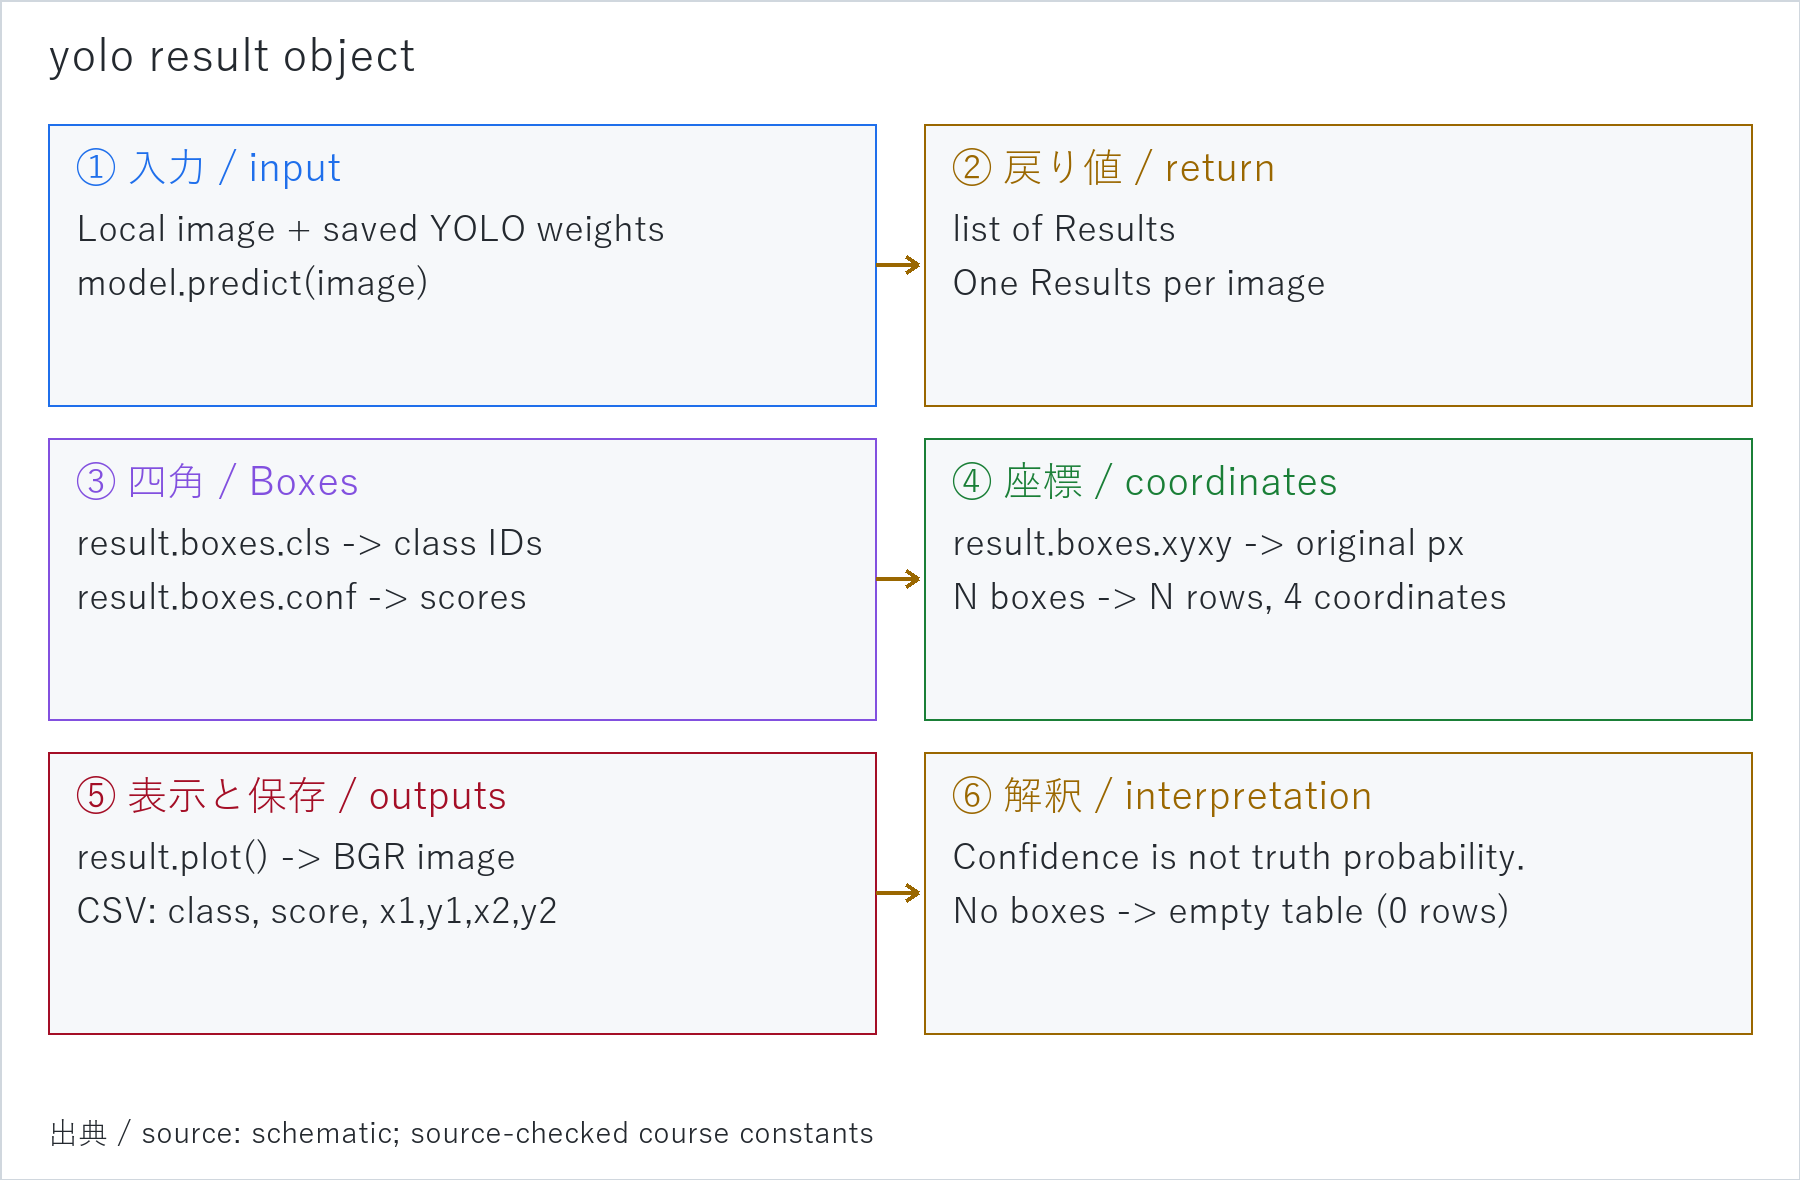 yolo result object
① 入力 / input
Local image + saved YOLO weights
model.predict(image)
② 戻り値 / return
list of Results
One Results per image
③ 四角 / Boxes
result.boxes.cls -> class IDs
result.boxes.conf -> scores
④ 座標 / coordinates
result.boxes.xyxy -> original px
N boxes -> N rows, 4 coordinates
⑤ 表示と保存 / outputs
result.plot() -> BGR image
CSV: class, score, x1,y1,x2,y2
⑥ 解釈 / interpretation
Confidence is not truth probability.
No boxes -> empty table (0 rows)
出典 / source: schematic; source-checked course constants